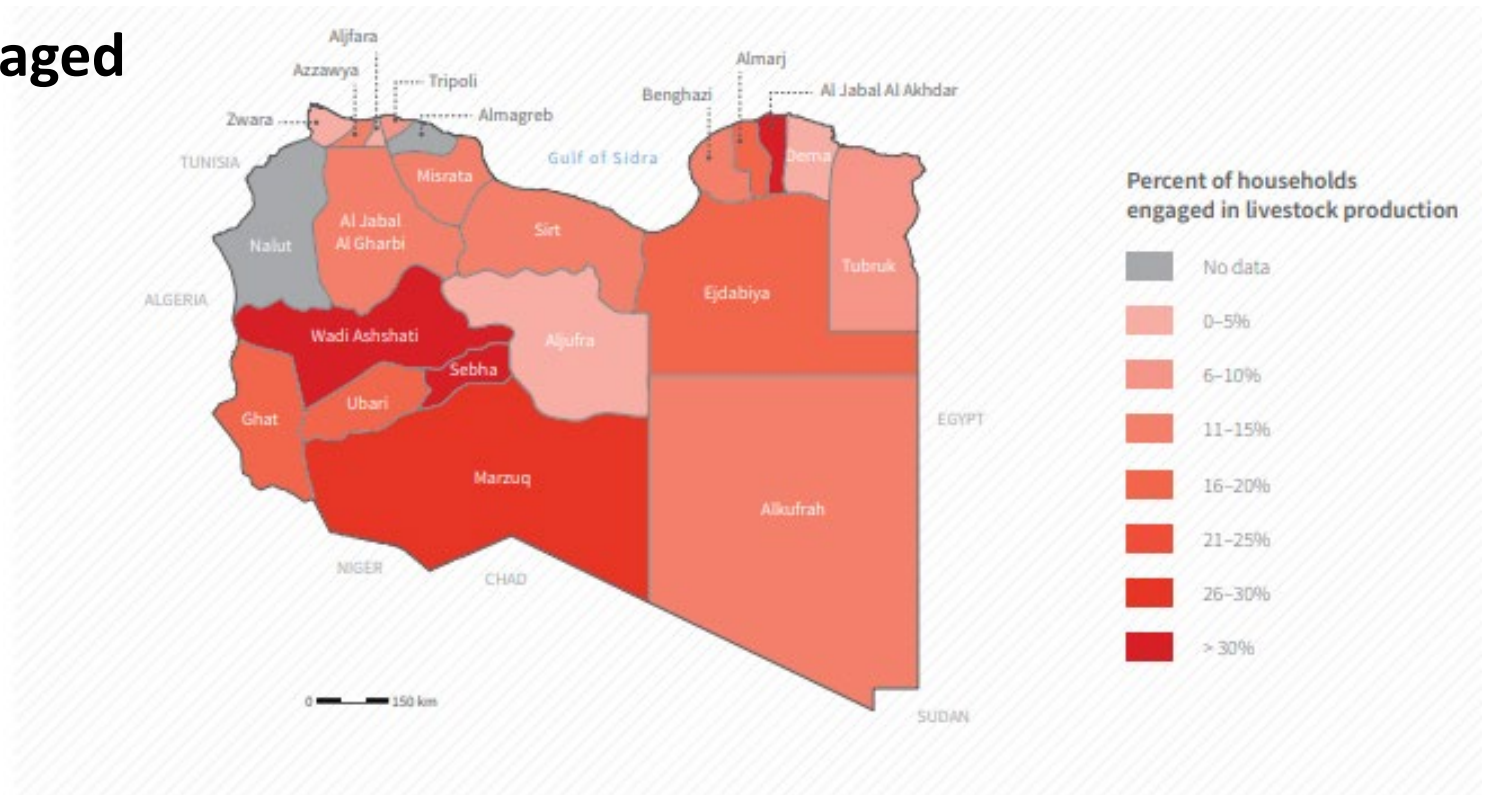 aged
Aljfara
Azzawya
Tripoli
Zwara
Almagreb
Almarj
Benghazi
Al Jabal Al Akhdar
TUNISIA
Gulf of Sidra
Derna
Misrata
Nalut
Al Jabal
Al Gharbi
Sirt
Tubruk
ALGERIA
Ejdabiya
Wadi Ashshati
Aljufra
Sebha
Ghat
Ubari
EGYPT
Marzuq
Alkufrah
NIGER
CHAD
SUDAN
0
150 km
Percent of households
engaged in livestock production
No data
0–5%
6–10%
11–15%
16–20%
21–25%
26–30%
> 30%